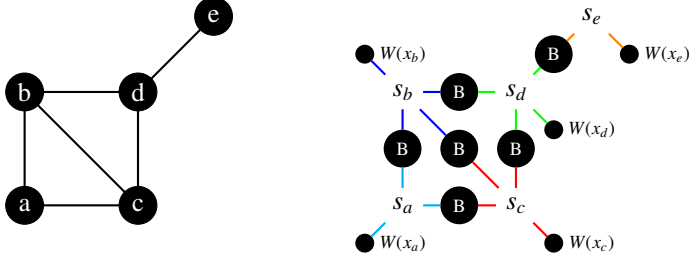 e
b d
a c
s_e
W(x_b) B W(x_e)
s_b B s_d
W(x_d)
B B B
s_a B s_c
W(x_a) W(x_c)